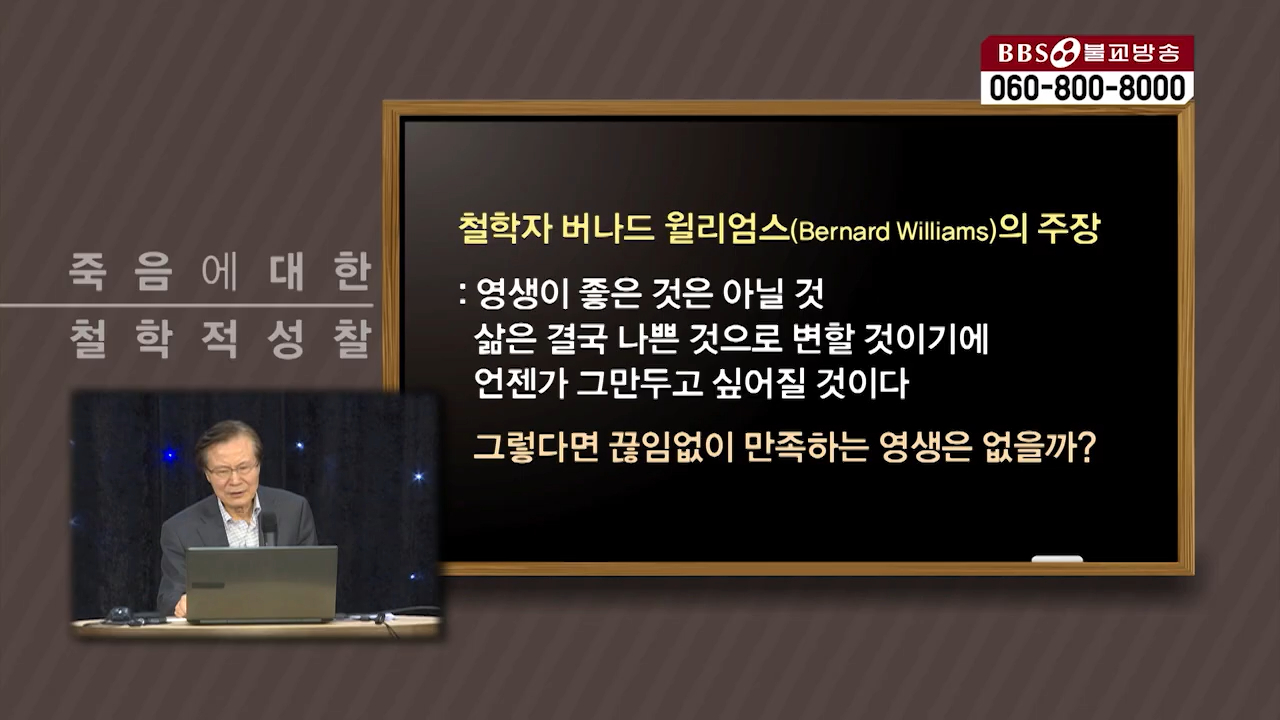 BBS불교방송
060-800-8000
철학자 버나드 윌리엄스(Bernard Williams)의 주장
: 영생이 좋은 것은 아닐 것
삶은 결국 나쁜 것으로 변할 것이기에
언젠가 그만두고 싶어질 것이다
그렇다면 끊임없이 만족하는 영생은 없을까?
죽음에대한
철학적성찰